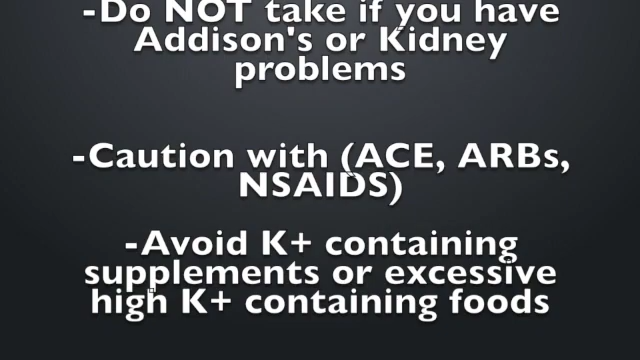 -Do NOT take if you have
Addison's or Kidney
problems
-Caution with (ACE, ARBs,
NSAIDS)
-Avoid K+ containing
supplements or excessive
high K+ containing foods